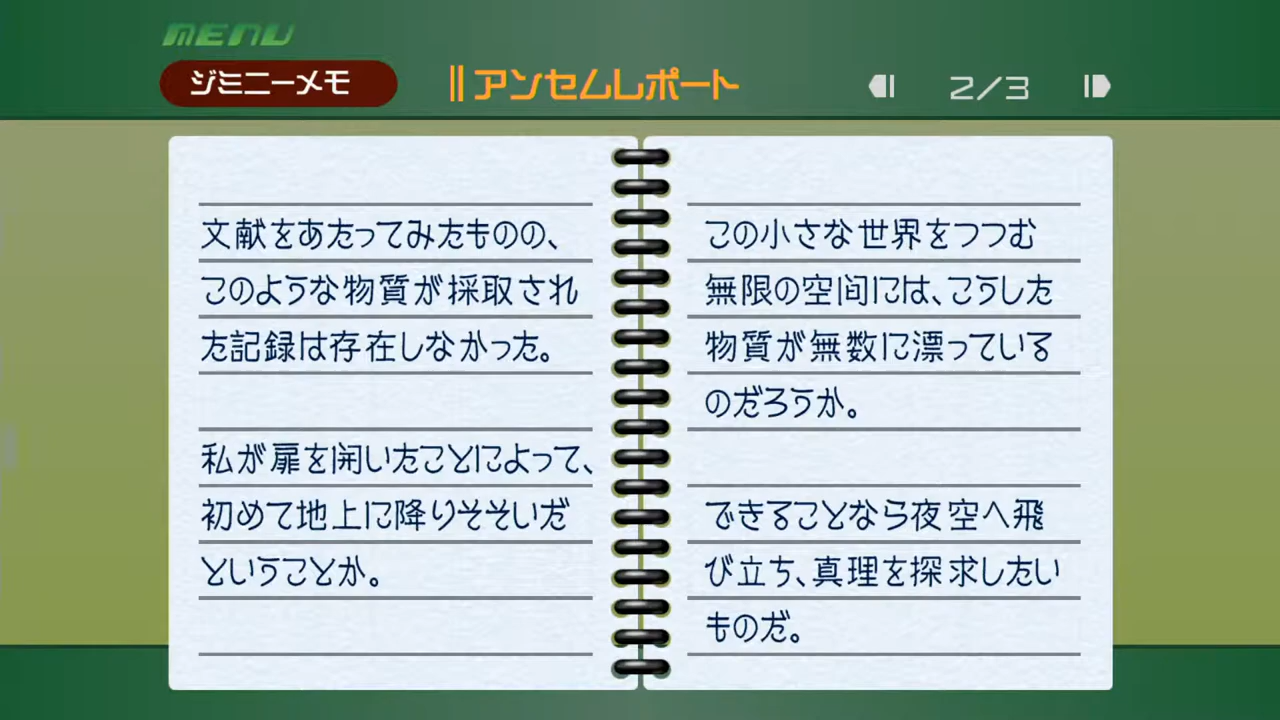 MENU
ジミニーメモ
アンセムレポート
2/3
文献をあたってみたものの、
このような物質が採取され
た記録は存在しなかった。
私が扉を開いたことによって、
初めて地上に降りそそいだ
ということか。
この小さな世界をつつむ
無限の空間には、こうした
物質が無数に漂っている
のだろうか。
できることなら夜空へ飛
び立ち、真理を探求したい
ものだ。